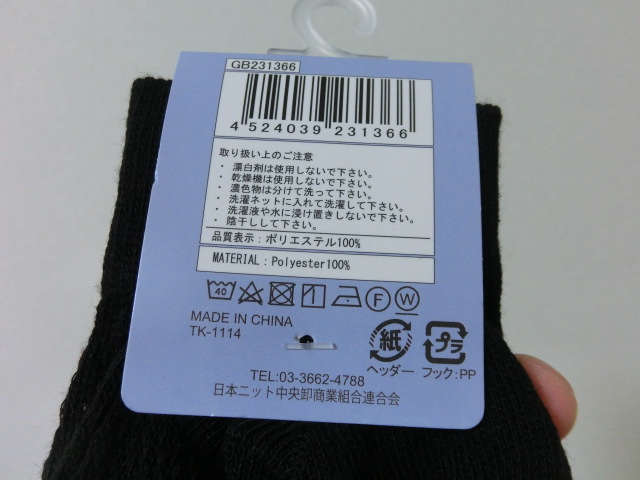 GB231366
4 524039 231366
取り扱い上のご注意
・漂白剤は使用しないで下さい。
・乾燥機は使用しないで下さい。
・濃色物は分けて洗って下さい。
・洗濯ネットに入れて洗濯して下さい。
・洗濯液や水に浸け置きしないで下さい。
・陰干しして下さい。
品質表示：ポリエステル100%
MATERIAL：Polyester100%
40 F W
MADE IN CHINA
TK-1114
紙 プラ
ヘッダー フック:PP
TEL:03-3662-4788
日本ニット中央卸商業組合連合会